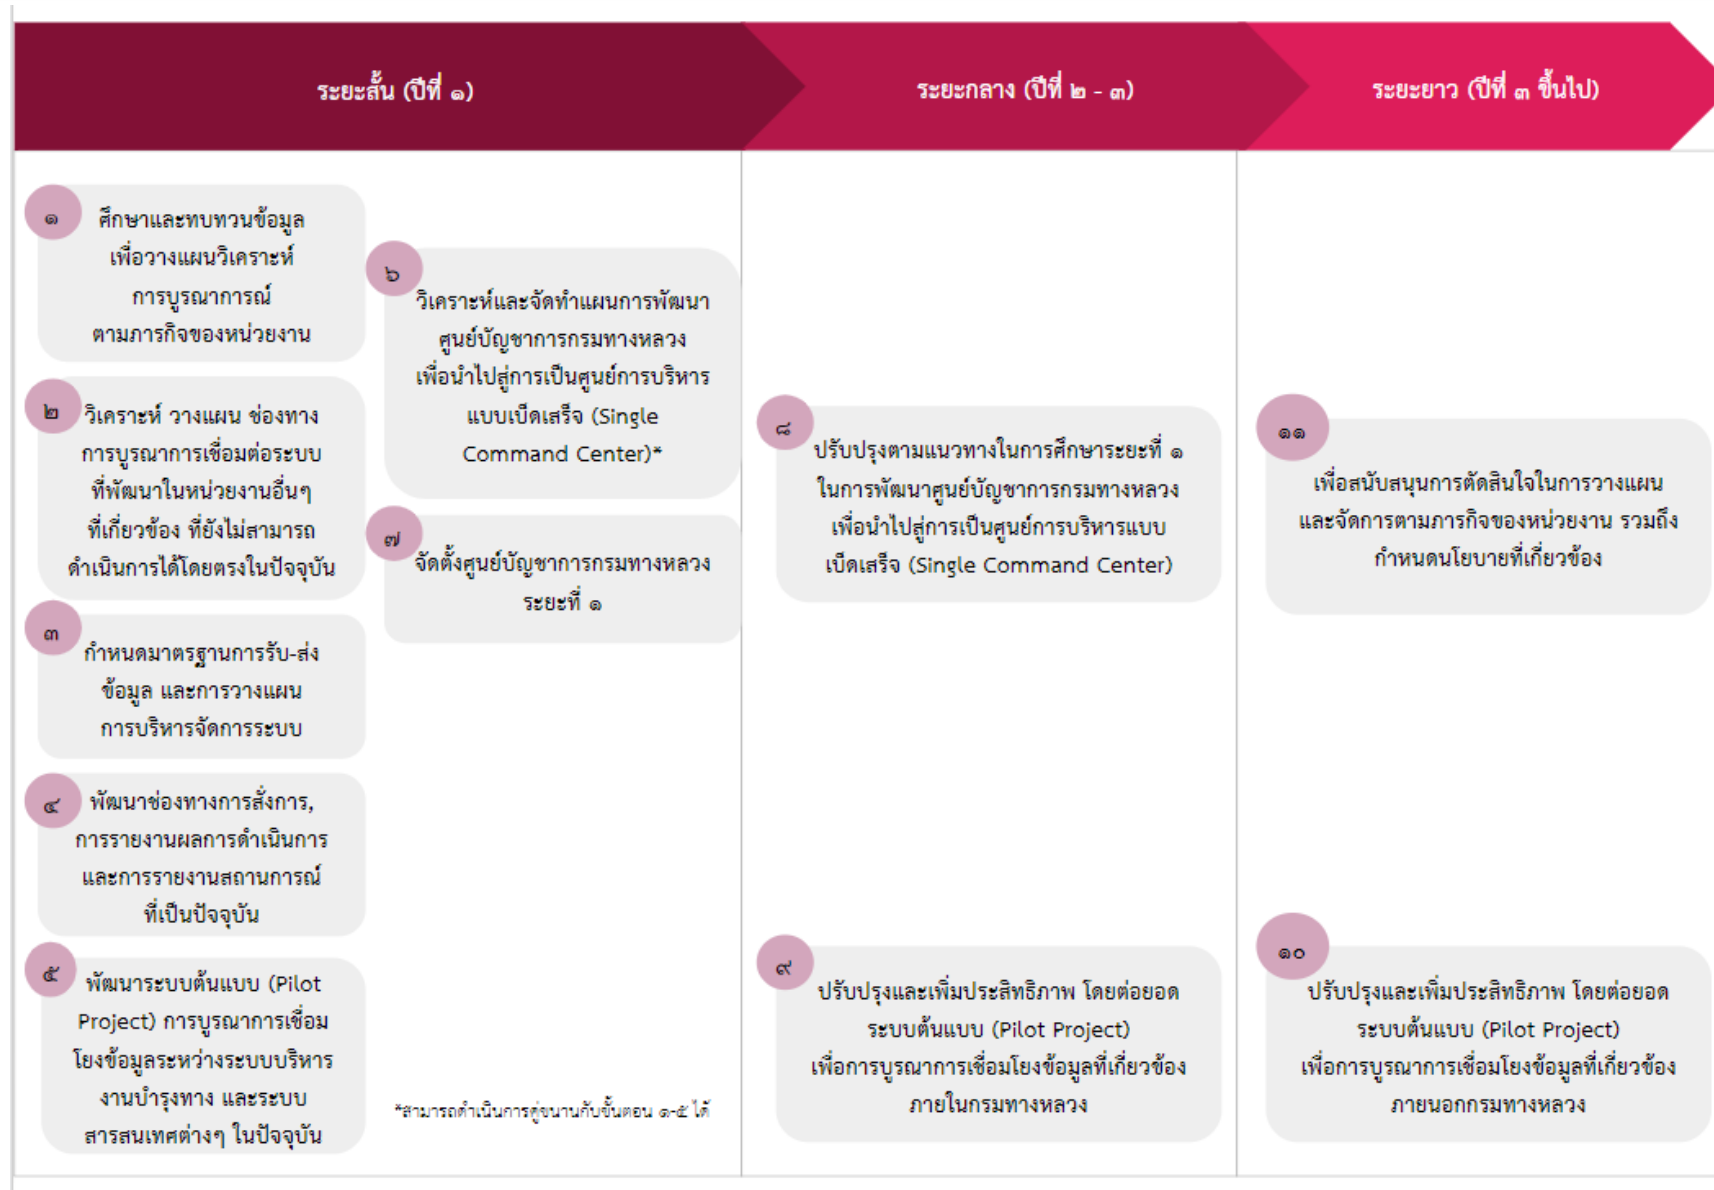 ระยะสั้น (ปีที่ ๑)
ระยะกลาง (ปีที่ ๒ - ๓)
ระยะยาว (ปีที่ ๓ ขึ้นไป)
๑
ศึกษาและทบทวนข้อมูล
เพื่อวางแผนวิเคราะห์
การบูรณาการณ์
ตามภารกิจของหน่วยงาน
๒
วิเคราะห์ วางแผน ช่องทาง
การบูรณาการเชื่อมต่อระบบ
ที่พัฒนาในหน่วยงานอื่นๆ
ที่เกี่ยวข้อง ที่ยังไม่สามารถ
ดำเนินการได้โดยตรงในปัจจุบัน
๓
กำหนดมาตรฐานการรับ-ส่ง
ข้อมูล และการวางแผน
การบริหารจัดการระบบ
๔
พัฒนาช่องทางการสั่งการ,
การรายงานผลการดำเนินการ
และการรายงานสถานการณ์
ที่เป็นปัจจุบัน
๕
พัฒนาระบบต้นแบบ (Pilot
Project) การบูรณาการเชื่อม
โยงข้อมูลระหว่างระบบบริหาร
งานบำรุงทาง และระบบ
สารสนเทศต่างๆ ในปัจจุบัน
๖
วิเคราะห์และจัดทำแผนการพัฒนา
ศูนย์บัญชาการกรมทางหลวง
เพื่อนำไปสู่การเป็นศูนย์การบริหาร
แบบเบ็ดเสร็จ (Single
Command Center)*
๗
จัดตั้งศูนย์บัญชาการกรมทางหลวง
ระยะที่ ๑
*สามารถดำเนินการคู่ขนานกับขั้นตอน ๑-๕ ได้
๘
ปรับปรุงตามแนวทางในการศึกษาระยะที่ ๑
ในการพัฒนาศูนย์บัญชาการกรมทางหลวง
เพื่อนำไปสู่การเป็นศูนย์การบริหารแบบ
เบ็ดเสร็จ (Single Command Center)
๙
ปรับปรุงและเพิ่มประสิทธิภาพ โดยต่อยอด
ระบบต้นแบบ (Pilot Project)
เพื่อการบูรณาการเชื่อมโยงข้อมูลที่เกี่ยวข้อง
ภายในกรมทางหลวง
๑๑
เพื่อสนับสนุนการตัดสินใจในการวางแผน
และจัดการตามภารกิจของหน่วยงาน รวมถึง
กำหนดนโยบายที่เกี่ยวข้อง
๑๐
ปรับปรุงและเพิ่มประสิทธิภาพ โดยต่อยอด
ระบบต้นแบบ (Pilot Project)
เพื่อการบูรณาการเชื่อมโยงข้อมูลที่เกี่ยวข้อง
ภายนอกกรมทางหลวง